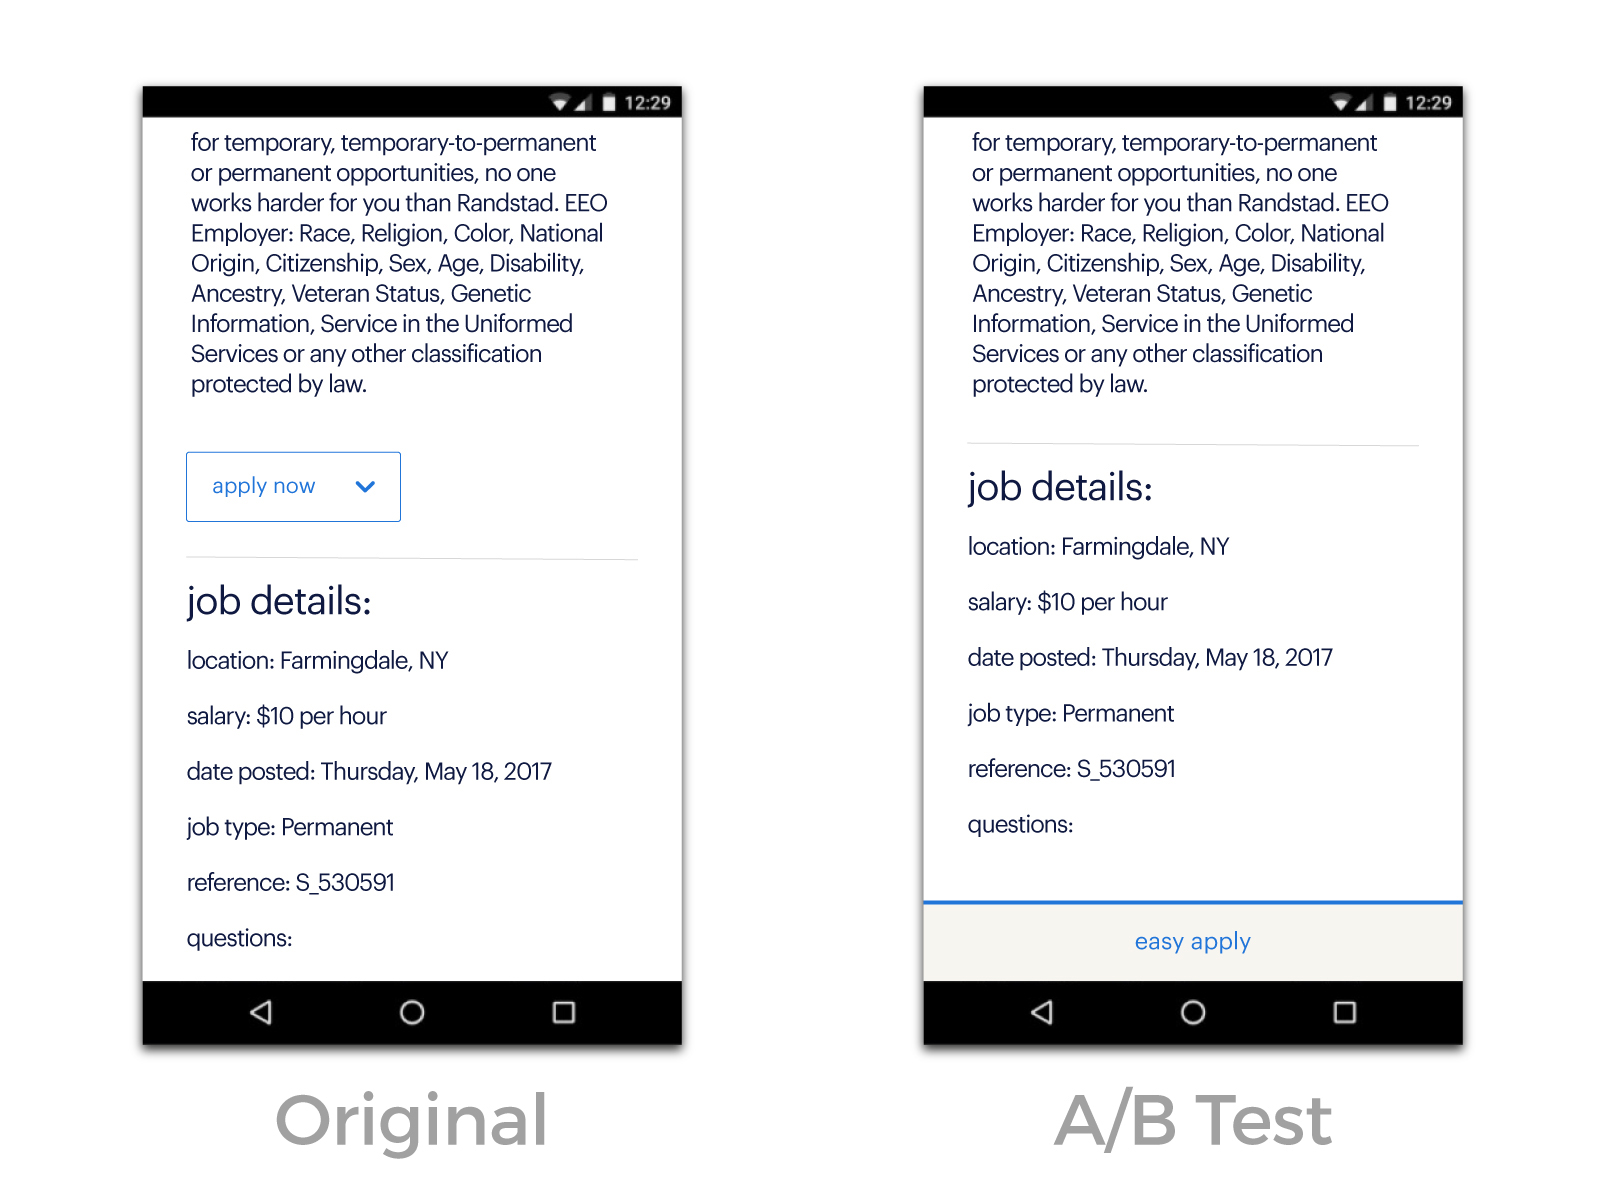 12:29
for temporary, temporary-to-permanent
or permanent opportunities, no one
works harder for you than Randstad. EEO
Employer: Race, Religion, Color, National
Origin, Citizenship, Sex, Age, Disability,
Ancestry, Veteran Status, Genetic
Information, Service in the Uniformed
Services or any other classification
protected by law.
apply now
job details:
location: Farmingdale, NY
salary: $10 per hour
date posted: Thursday, May 18, 2017
job type: Permanent
reference: S_530591
questions:
Original
12:29
for temporary, temporary-to-permanent
or permanent opportunities, no one
works harder for you than Randstad. EEO
Employer: Race, Religion, Color, National
Origin, Citizenship, Sex, Age, Disability,
Ancestry, Veteran Status, Genetic
Information, Service in the Uniformed
Services or any other classification
protected by law.
job details:
location: Farmingdale, NY
salary: $10 per hour
date posted: Thursday, May 18, 2017
job type: Permanent
reference: S_530591
questions:
easy apply
A/B Test